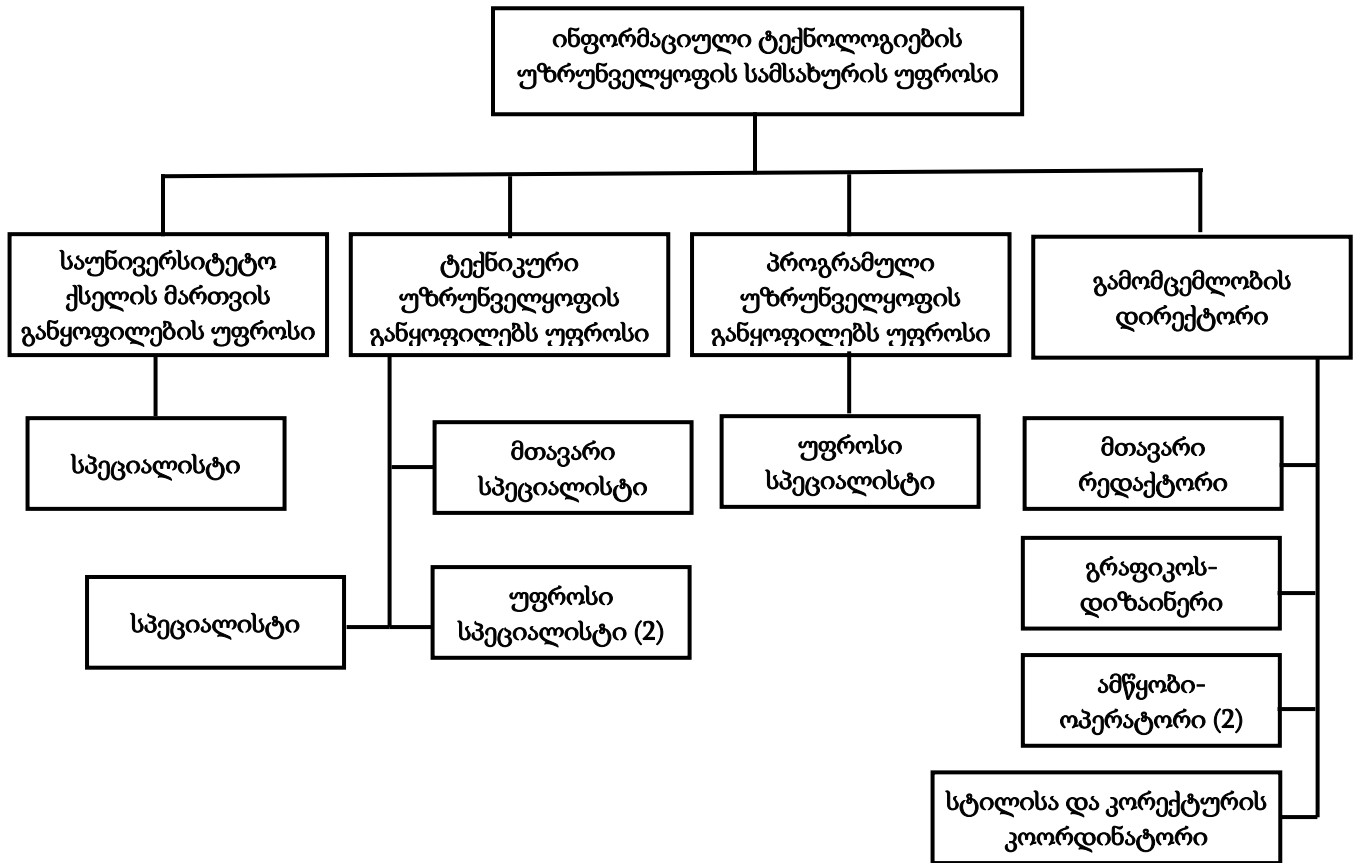 ინფორმაციული ტექნოლოგიების
უზრუნველყოფის სამსახურის უფროსი
საუნივერსიტეტო
ქსელის მართვის
განყოფილების უფროსი
ტექნიკური
უზრუნველყოფის
განყოფილებს უფროსი
პროგრამული
უზრუნველყოფის
განყოფილებს უფროსი
გამომცემლობის
დირექტორი
სპეციალისტი
მთავარი
სპეციალისტი
უფროსი
სპეციალისტი
მთავარი
რედაქტორი
სპეციალისტი
უფროსი
სპეციალისტი (2)
გრაფიკოს-
დიზაინერი
ამწყობი-
ოპერატორი (2)
სტილისა და კორექტურის
კოორდინატორი